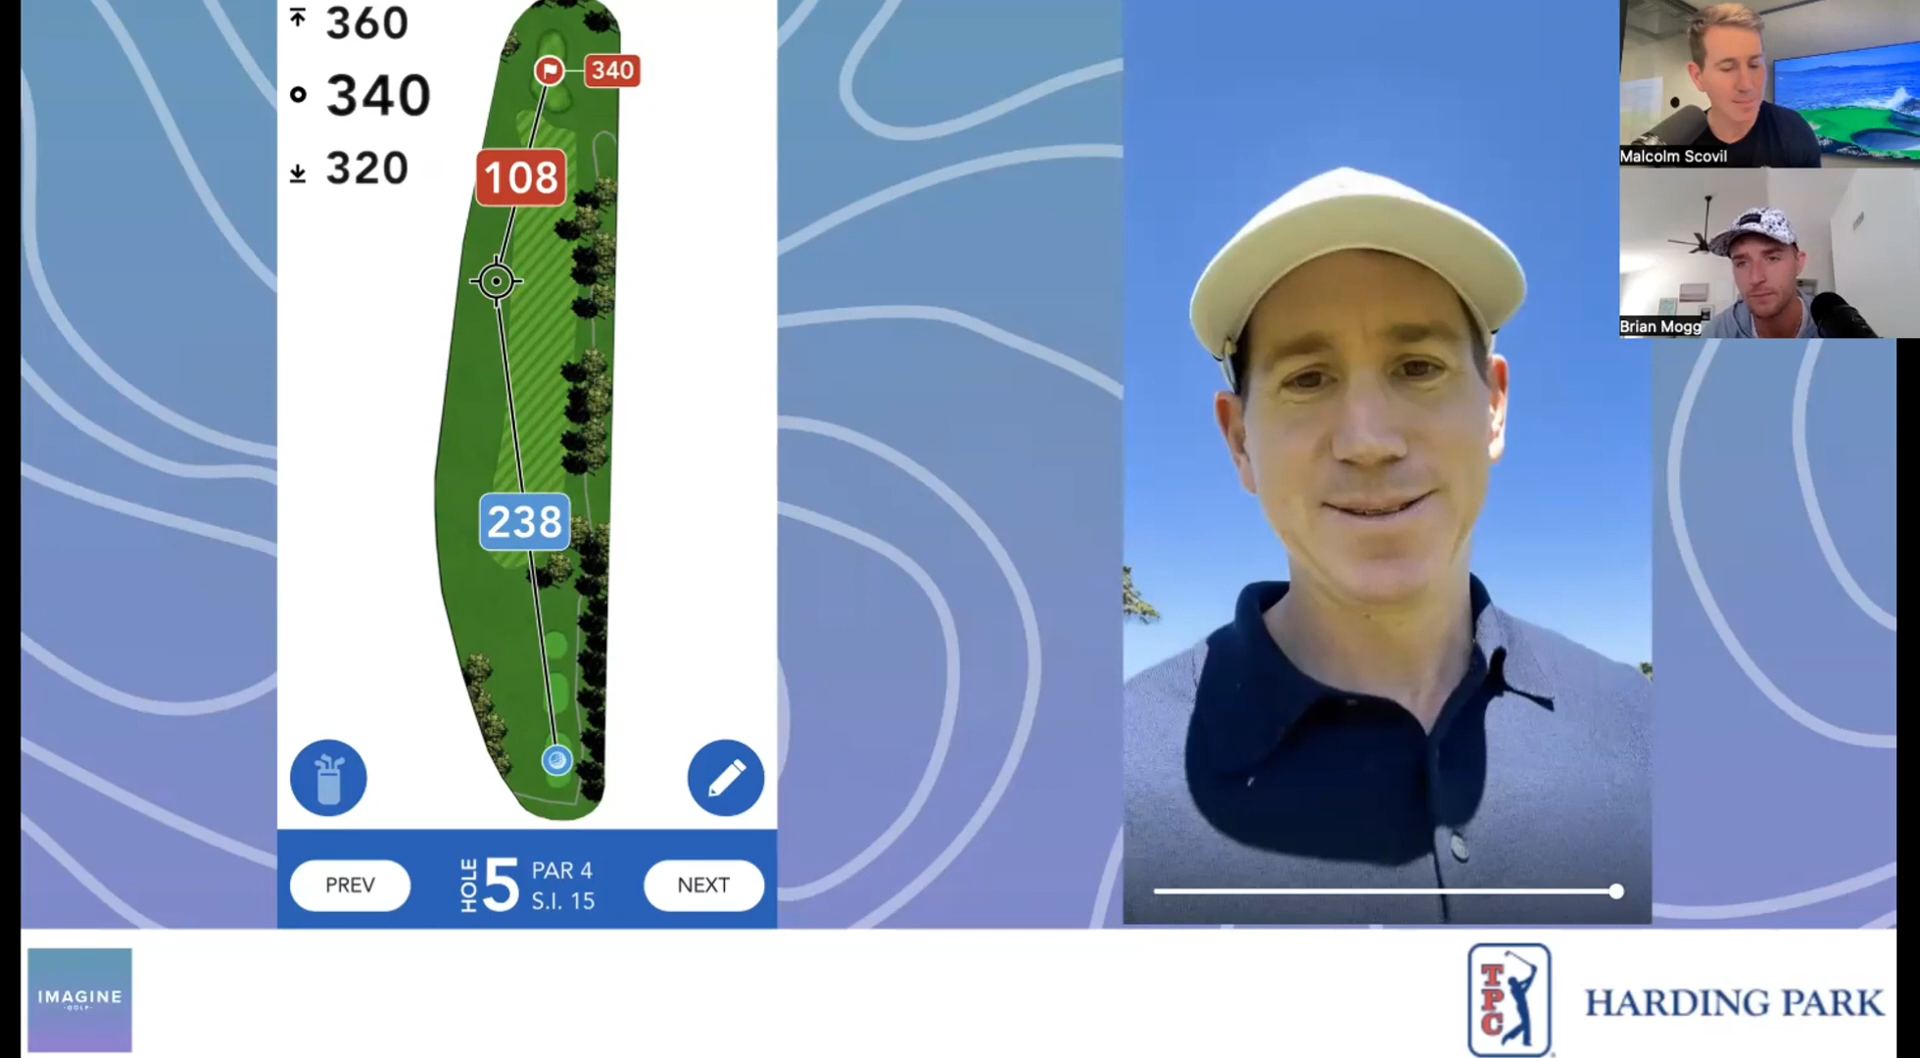 360
340
320
340
108
238
PREV
HOLE
5
PAR 4
S.I. 15
NEXT
Malcolm Scovil
Brian Mogg
IMAGINE
-GOLF-
TPC
HARDING PARK